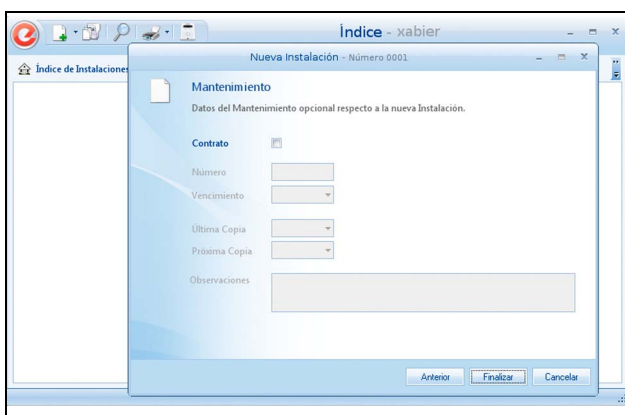 Índice - xabier
Nueva Instalación - Número 0001
Índice de Instalaciones
Mantenimiento
Datos del Mantenimiento opcional respecto a la nueva Instalación.
Contrato
Número
Vencimiento
Última Copia
Próxima Copia
Observaciones
Anterior Finalizar Cancelar